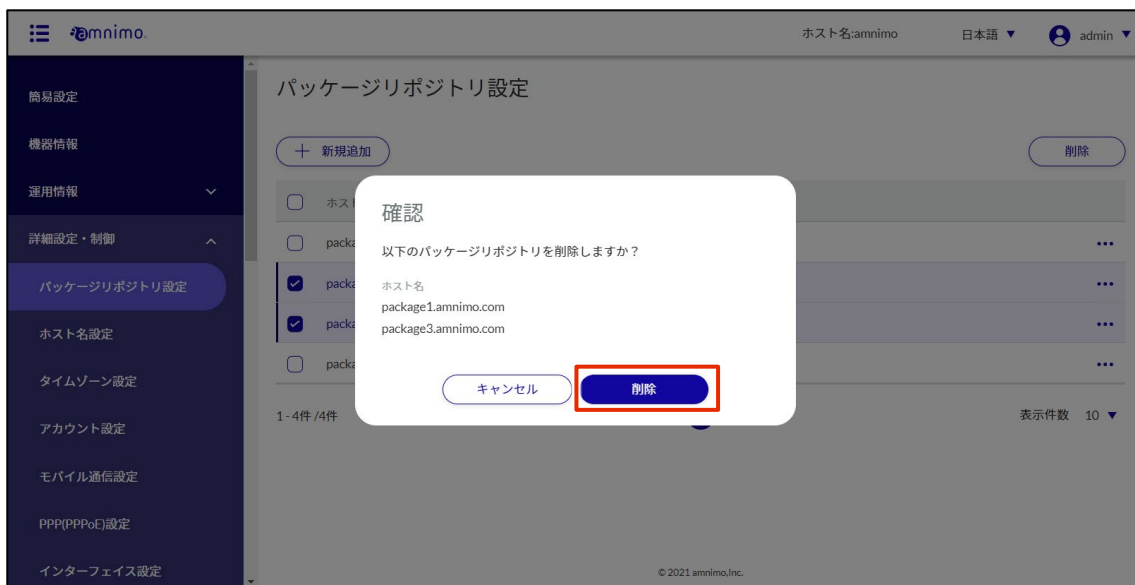 amnimo.
ホスト名:amnimo
日本語 ▼
admin ▼
簡易設定
機器情報
運用情報
詳細設定・制御
パッケージリポジトリ設定
ホスト名設定
タイムゾーン設定
アカウント設定
モバイル通信設定
PPP(PPPoE)設定
インターフェイス設定
パッケージリポジトリ設定
＋ 新規追加
削除
ホスト
packa
packa
packa
packa
確認
以下のパッケージリポジトリを削除しますか？
ホスト名
package1.amnimo.com
package3.amnimo.com
キャンセル
削除
1 - 4件 /4件
表示件数 10 ▼
© 2021 amnimo,Inc.